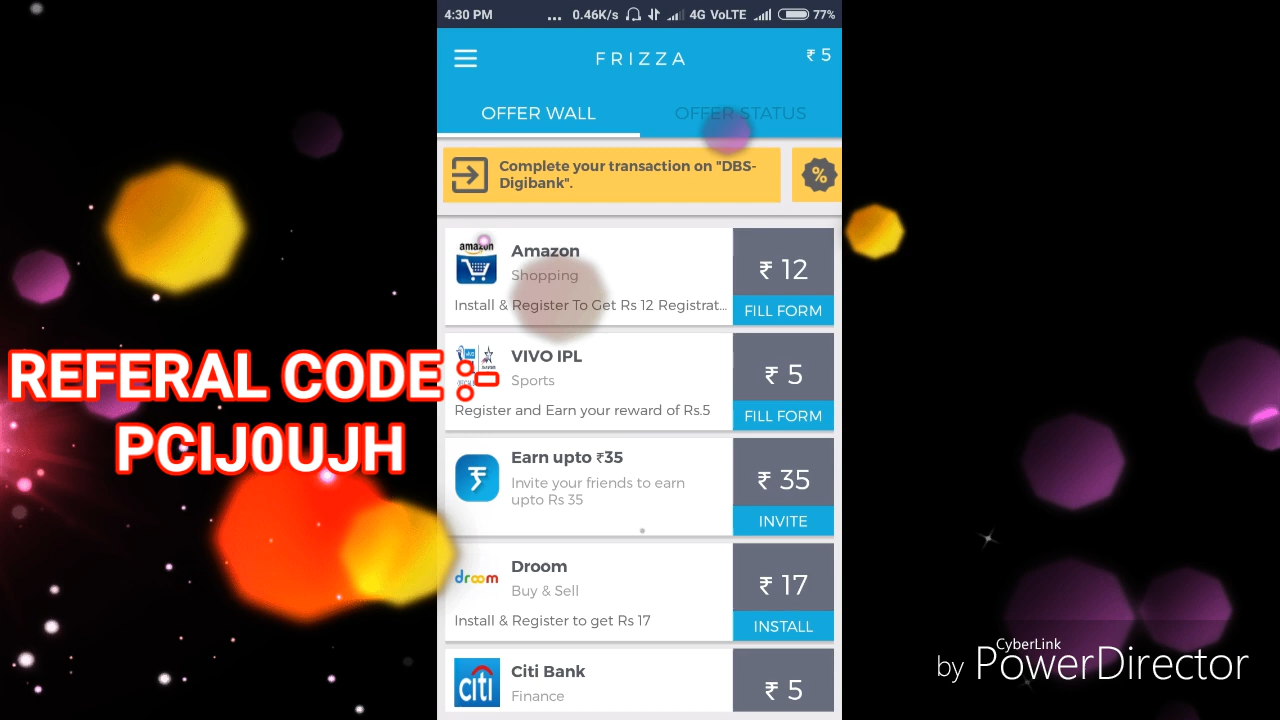 4:30 PM
... 0.46K/s 4G VoLTE 77%
FRIZZA
₹ 5
OFFER WALL
OFFER STATUS
Complete your transaction on "DBS-
Digibank".
%
amazon
Amazon
Shopping
Install & Register To Get Rs 12 Registrat...
₹ 12
FILL FORM
VIVO IPL
Sports
Register and Earn your reward of Rs.5
₹ 5
FILL FORM
Earn upto ₹35
Invite your friends to earn
upto Rs 35
₹ 35
INVITE
droom
Droom
Buy & Sell
Install & Register to get Rs 17
₹ 17
INSTALL
citi
Citi Bank
Finance
₹ 5
REFERAL CODE :-
PCIJ0UJH
by CyberLink
PowerDirector